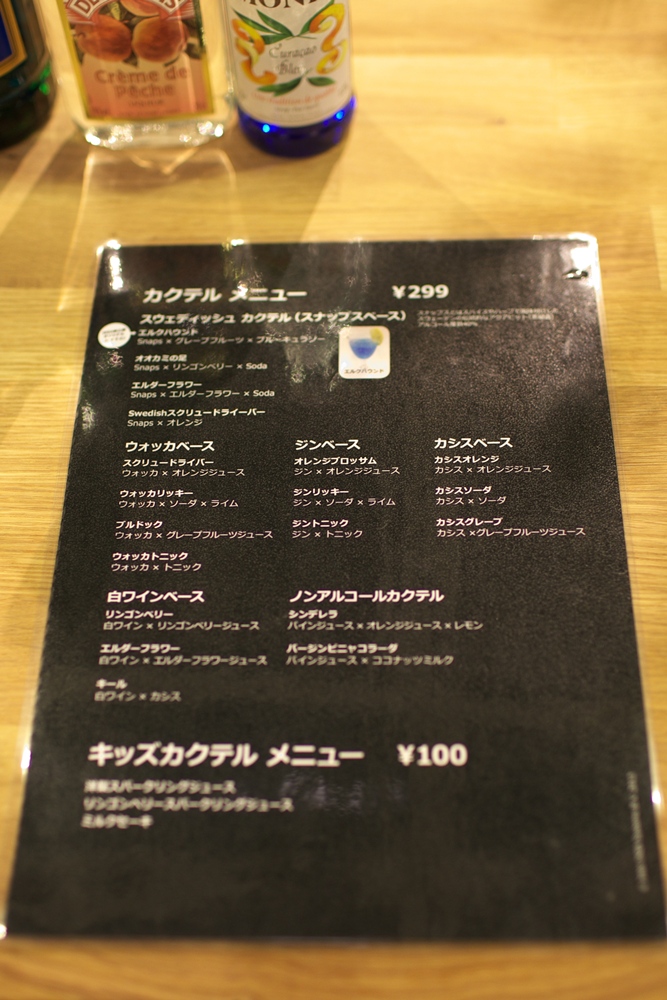 Crème de
Pêche
Curaçao
Bleu
カクテル メニュー ¥299
スウェディッシュ カクテル(スナップスベース)
エルクハウンド
Snaps × グレープフルーツ × ブルーキュラソー
エルクハウンド
オオカミの足
Snaps × リンゴンベリー × Soda
エルダーフラワー
Snaps × エルダーフラワー × Soda
Swedishスクリュードライーバー
Snaps × オレンジ
ウォッカベース
スクリュードライバー
ウォッカ × オレンジジュース
ウォッカリッキー
ウォッカ × ソーダ × ライム
ブルドック
ウォッカ × グレープフルーツジュース
ウォッカトニック
ウォッカ × トニック
ジンベース
オレンジブロッサム
ジン × オレンジジュース
ジンリッキー
ジン × ソーダ × ライム
ジントニック
ジン × トニック
カシスベース
カシスオレンジ
カシス × オレンジジュース
カシスソーダ
カシス × ソーダ
カシスグレープ
カシス ×グレープフルーツジュース
白ワインベース
リンゴンベリー
白ワイン × リンゴンベリージュース
エルダーフラワー
白ワイン × エルダーフラワージュース
キール
白ワイン × カシス
ノンアルコールカクテル
シンデレラ
パインジュース × オレンジジュース × レモン
バージンピニャコラーダ
パインジュース × ココナッツミルク
キッズカクテル メニュー ¥100
洋梨スパークリングジュース
リンゴンベリースパークリングジュース
ミルクセーキ